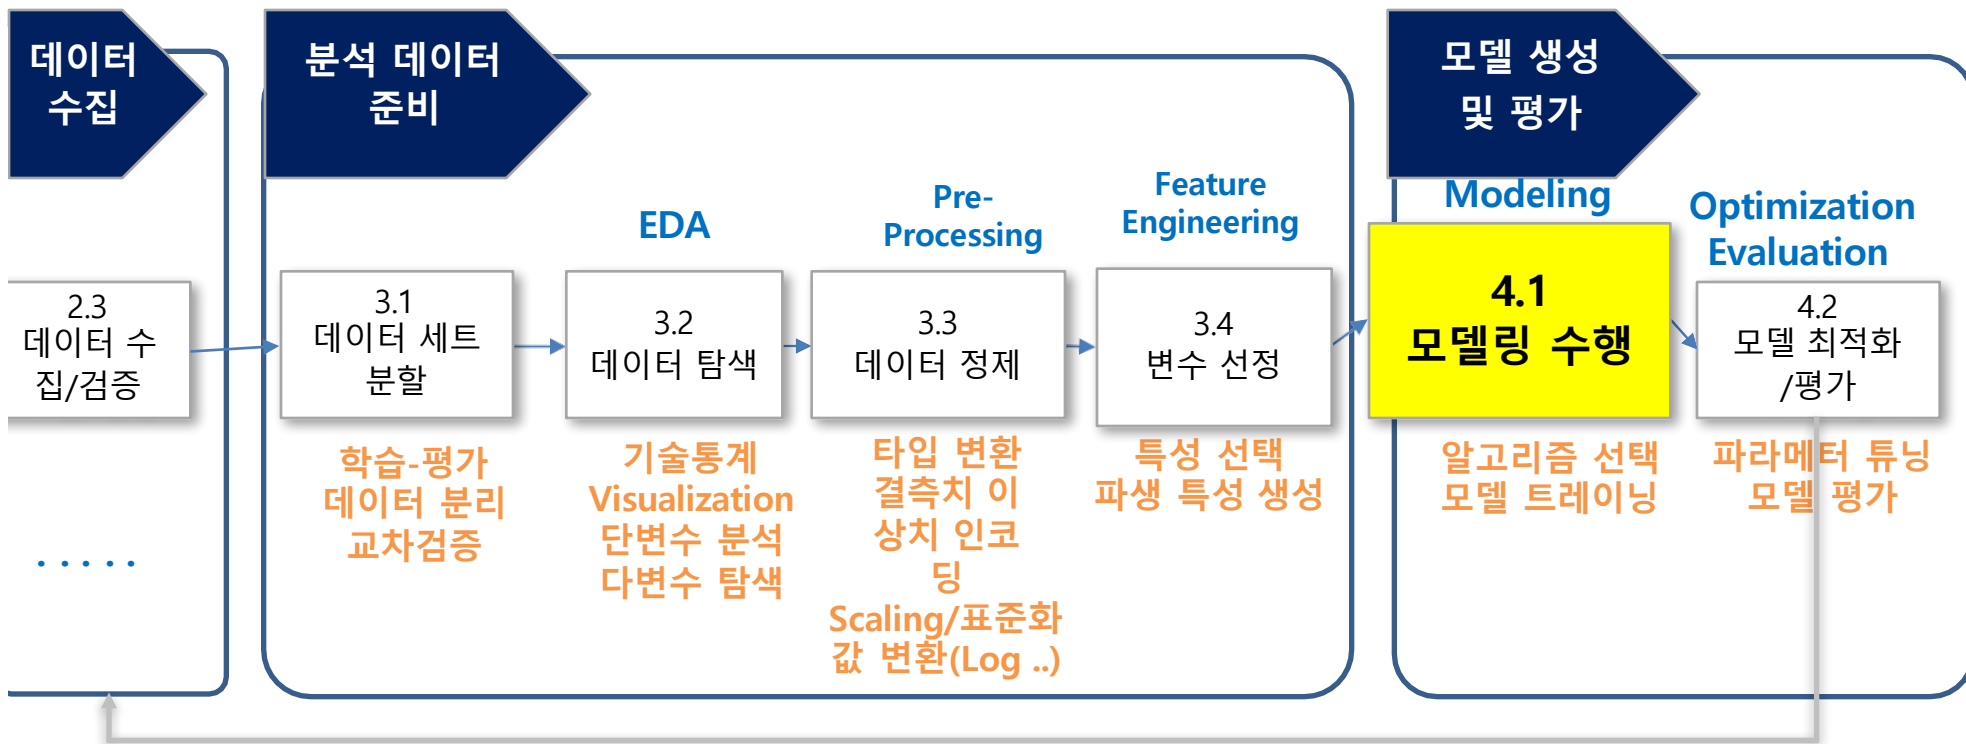 데이터
수집
분석 데이터
준비
모델 생성
및 평가
EDA
Pre-
Processing
Feature
Engineering
Modeling
Optimization
Evaluation
2.3
데이터 수
집/검증
3.1
데이터 세트
분할
3.2
데이터 탐색
3.3
데이터 정제
3.4
변수 선정
4.1
모델링 수행
4.2
모델 최적화
/평가
.....
학습-평가
데이터 분리
교차검증
기술통계
Visualization
단변수 분석
다변수 탐색
타입 변환
결측치 이
상치 인코
딩
Scaling/표준화
값 변환(Log ..)
특성 선택
파생 특성 생성
알고리즘 선택
모델 트레이닝
파라메터 튜닝
모델 평가